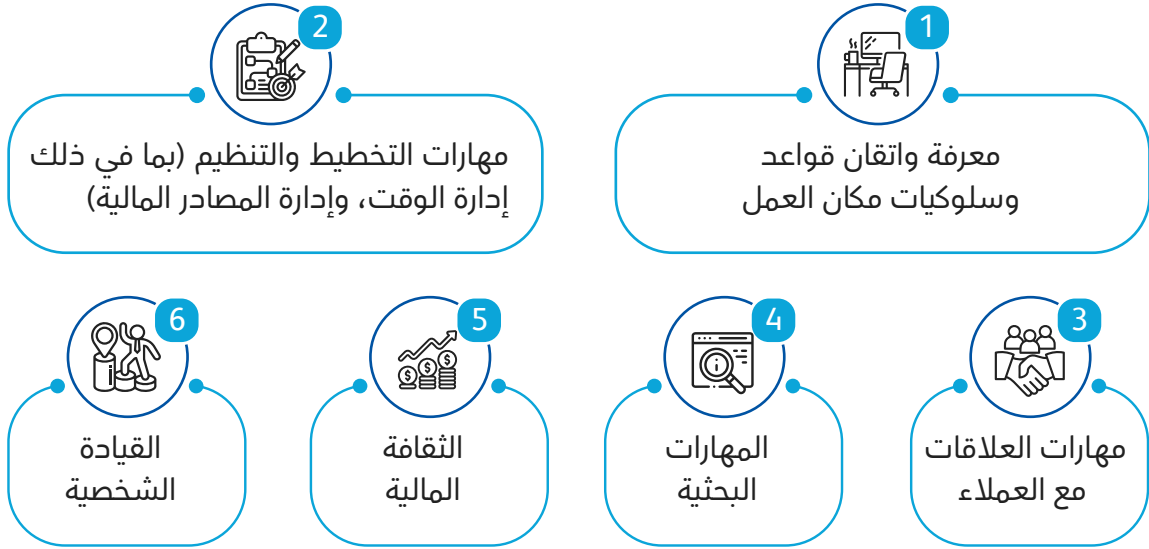 1
معرفة واتقان قواعد
وسلوكيات مكان العمل
2
مهارات التخطيط والتنظيم (بما في ذلك
إدارة الوقت، وإدارة المصادر المالية)
3
مهارات العلاقات
مع العملاء
4
المهارات
البحثية
5
الثقافة
المالية
6
القيادة
الشخصية